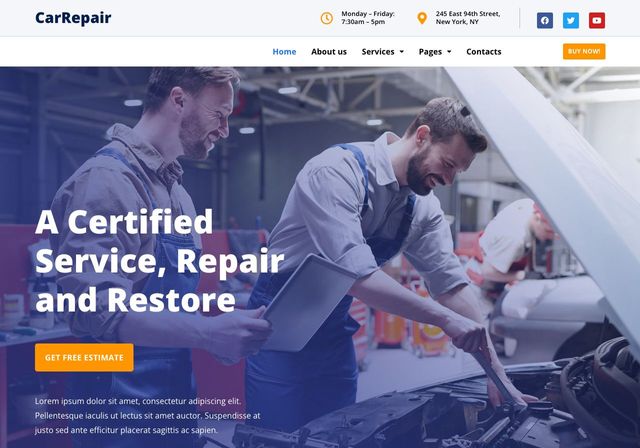 CarRepair
Monday – Friday:
7:30am – 5pm
245 East 94th Street,
New York, NY
Home About us Services Pages Contacts
BUY NOW!
A Certified
Service, Repair
and Restore
GET FREE ESTIMATE
Lorem ipsum dolor sit amet, consectetur adipiscing elit.
Pellentesque iaculis ut lectus sit amet auctor. Suspendisse at
justo sed ante efficitur placerat sagittis ac sapien.